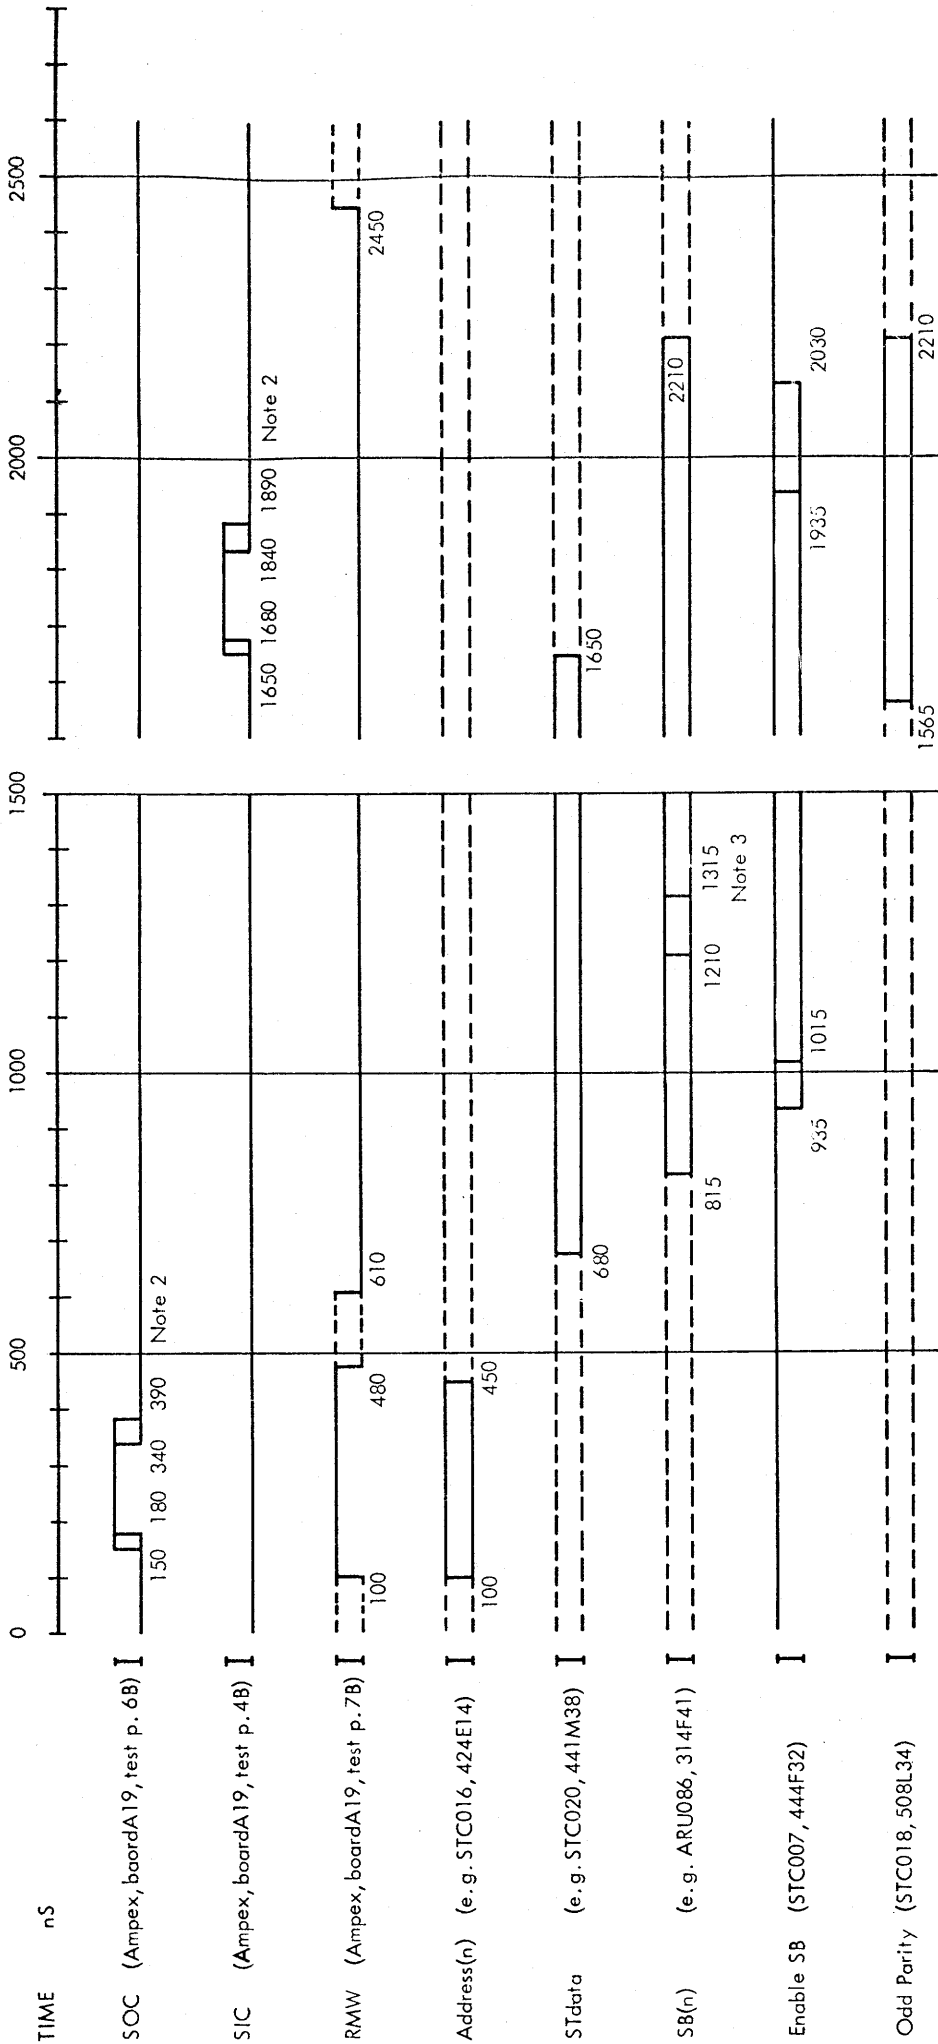 TIME nS 0 500 1000 1500 2000 2500
SOC (Ampex, baordA19, test p. 6B) 150 180 340 390 Note 2
SIC (Ampex, boardA19, test p. 4B) 1650 1680 1840 1890 Note 2
RMW (Ampex, boardA19, test p. 7B) 100 480 610 2450
Address(n) (e.g. STC016, 424E14) 100 450
STdata (e.g. STC020, 441M38) 680 1650
SB(n) (e.g. ARU086, 314F41) 815 1210 1315 2210
Note 3
Enable SB (STC007, 444F32) 935 1015 1935 2030
Odd Parity (STC018, 508L34) 1565 2210